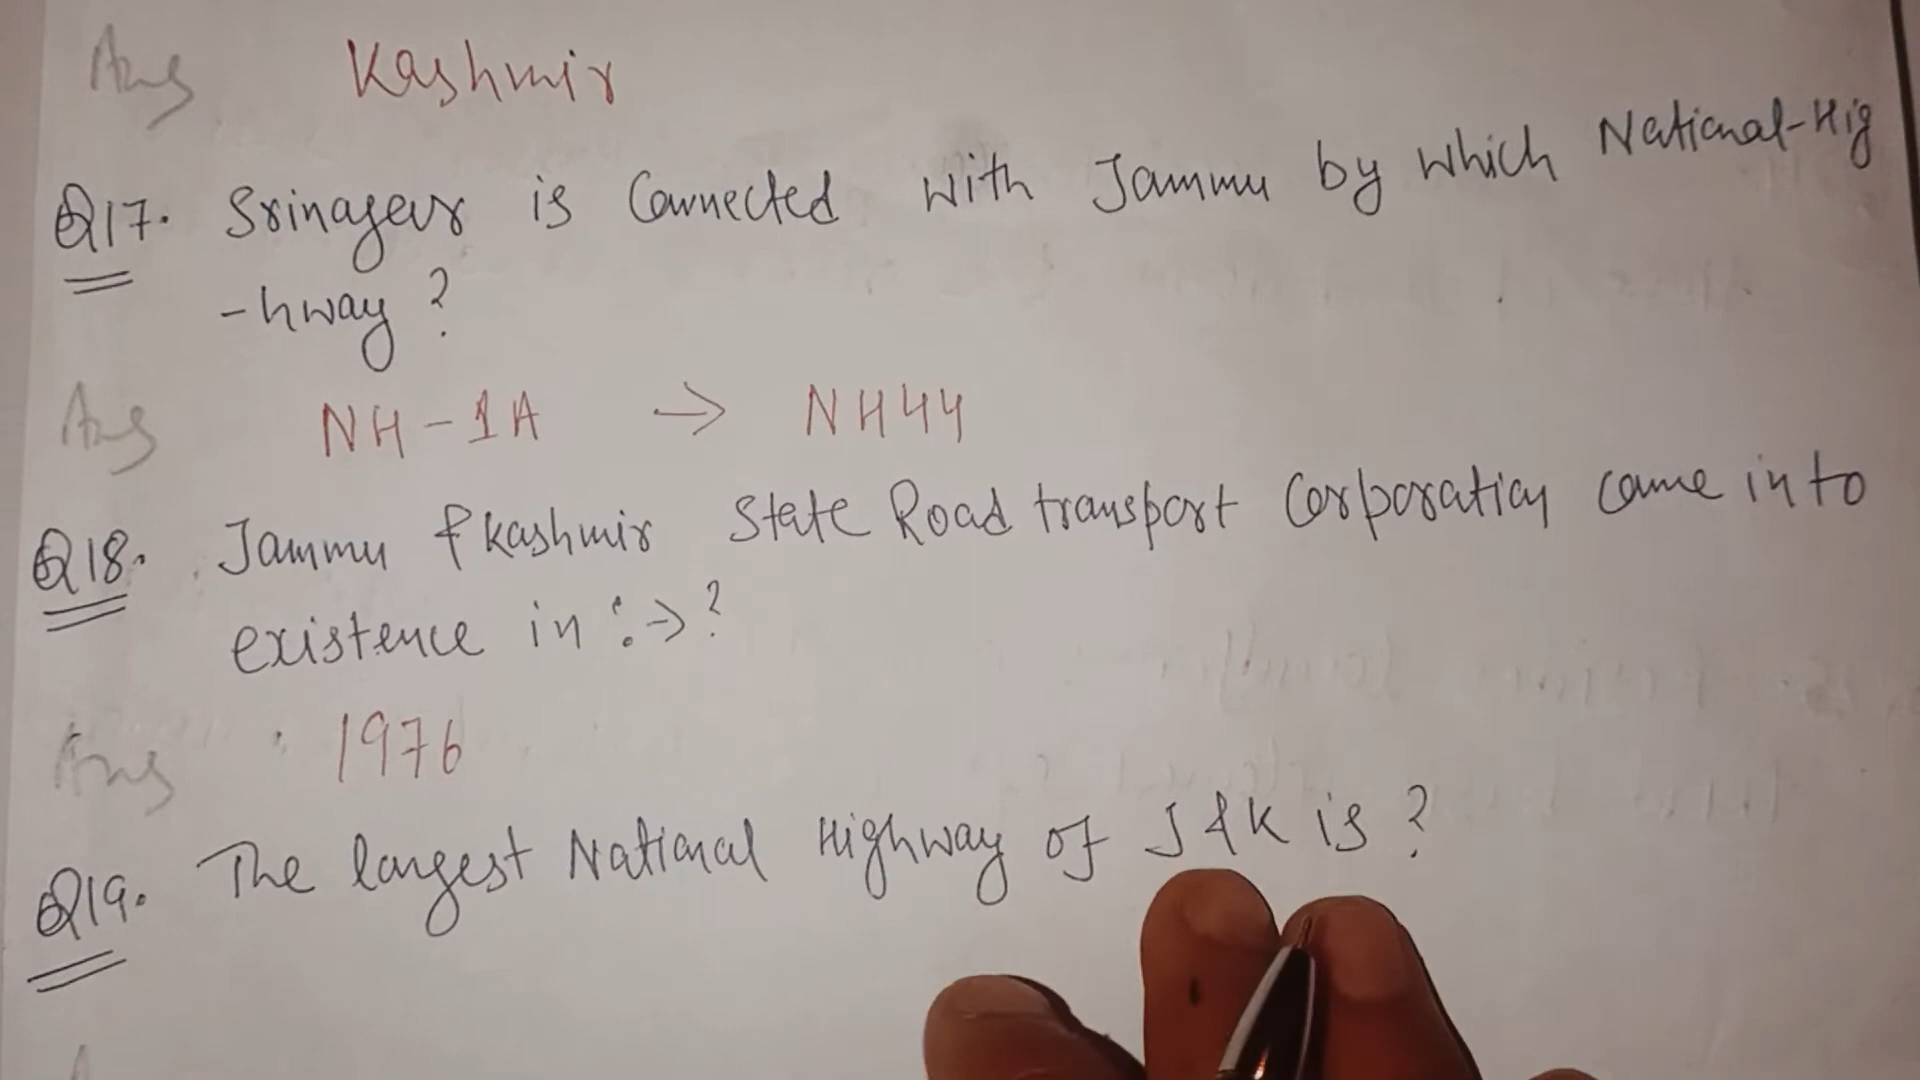 Ans Kashmir
Q17. Srinagar is Connected with Jammu by which National-Hig
-hway ?
Ans NH-1A → NH44
Q18. Jammu & Kashmir State Road transport Corporation came into
existence in :→ ?
Ans 1976
Q19. The largest National Highway of J&K is ?